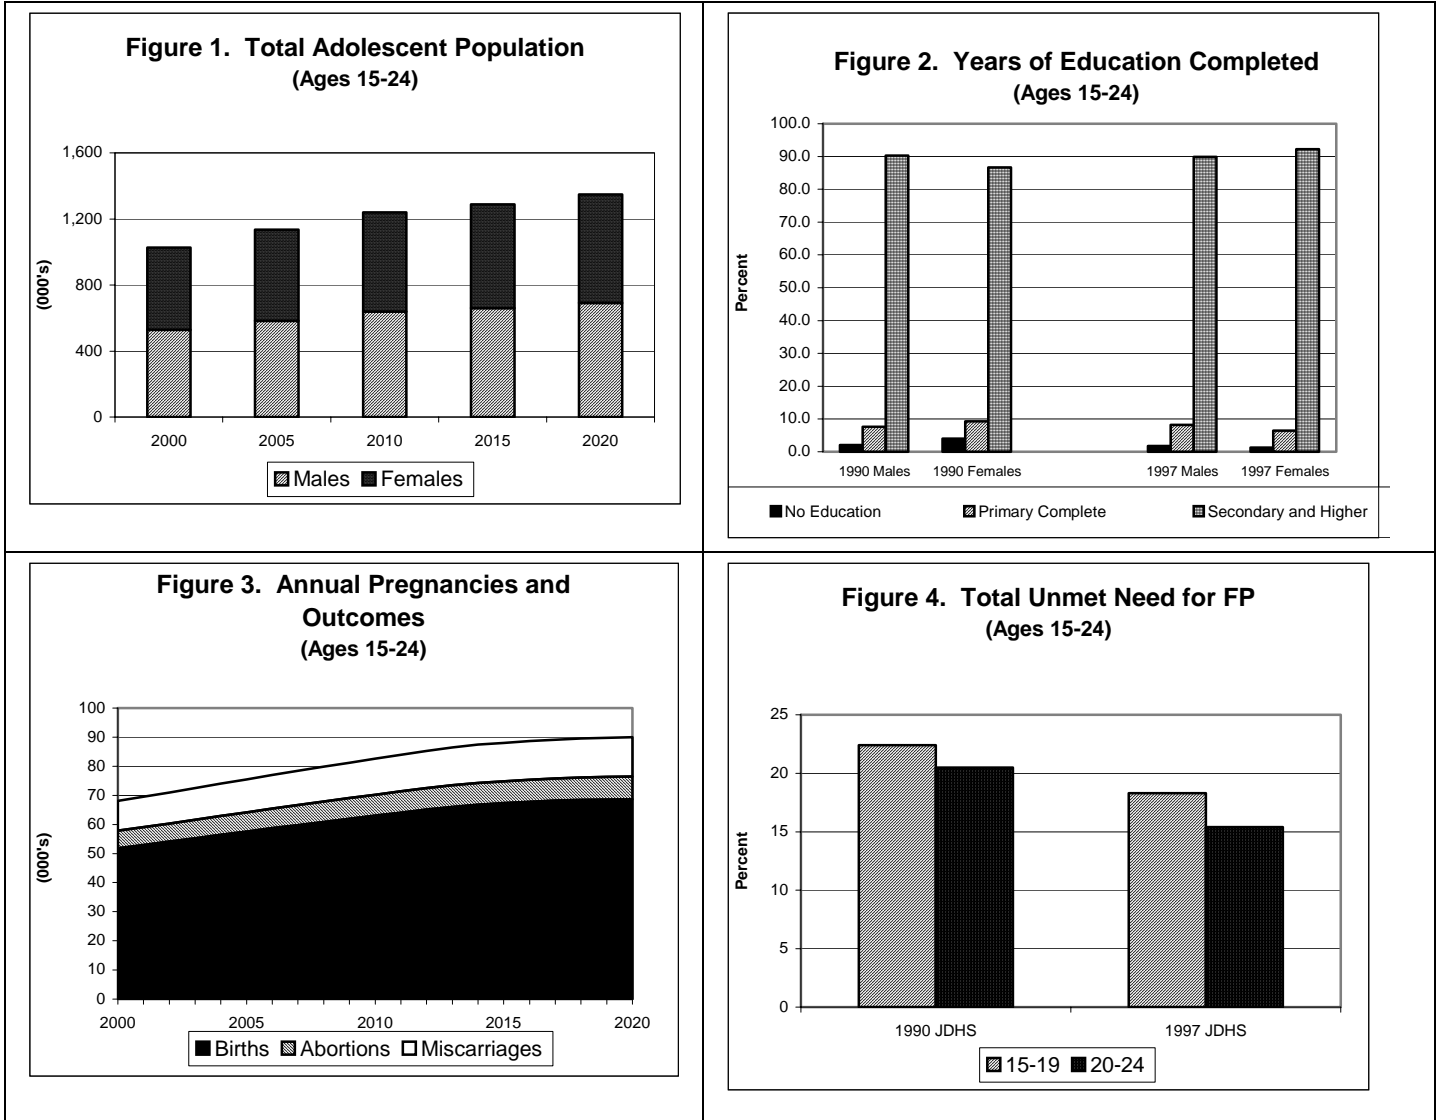 Figure 1.  Total Adolescent Population
(Ages 15-24)
1,600
1,200
800
400
0
(000's)
2000 2005 2010 2015 2020
Males Females
Figure 2.  Years of Education Completed
(Ages 15-24)
100.0
90.0
80.0
70.0
60.0
50.0
40.0
30.0
20.0
10.0
0.0
Percent
1990 Males 1990 Females 1997 Males 1997 Females
No Education Primary Complete Secondary and Higher
Figure 3.  Annual Pregnancies and
Outcomes
(Ages 15-24)
100
90
80
70
60
50
40
30
20
10
0
(000's)
2000 2005 2010 2015 2020
Births Abortions Miscarriages
Figure 4.  Total Unmet Need for FP
(Ages 15-24)
25
20
15
10
5
0
Percent
1990 JDHS 1997 JDHS
15-19 20-24